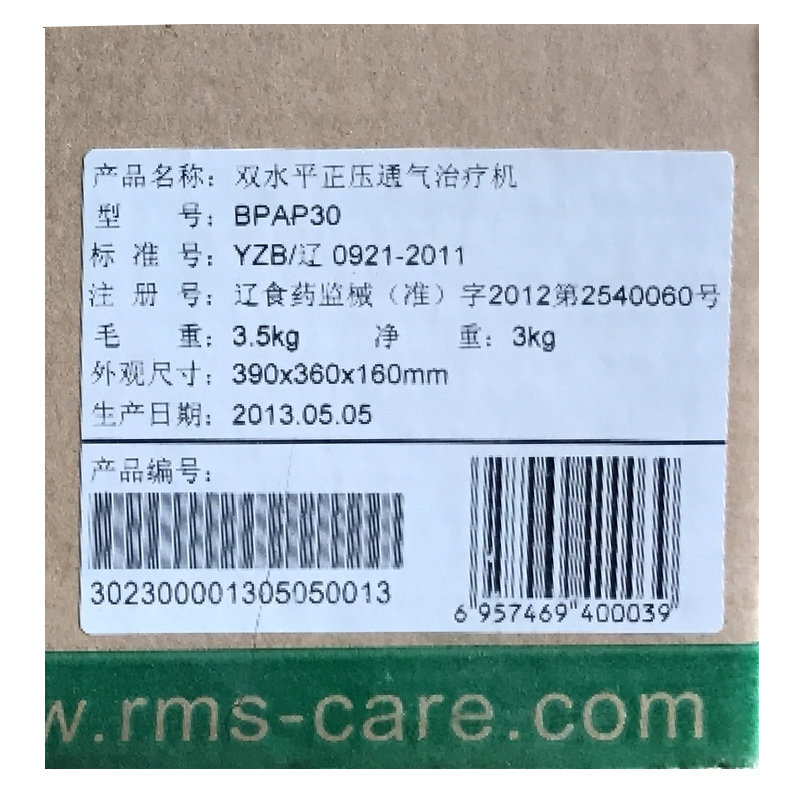 产品名称：双水平正压通气治疗机
型 号：BPAP30
标 准 号：YZB/辽 0921-2011
注 册 号：辽食药监械（准）字2012第2540060号
毛 重：3.5kg 净 重：3kg
外观尺寸：390x360x160mm
生产日期：2013.05.05
产品编号：
302300001305050013
6 957469 400039
w.rms-care.com